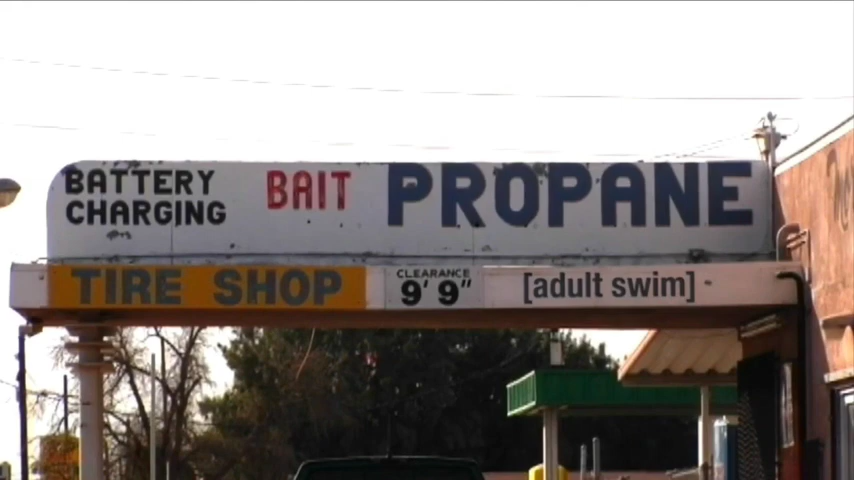 BATTERY
CHARGING
BAIT
PROPANE
TIRE SHOP
CLEARANCE
9' 9"
[adult swim]